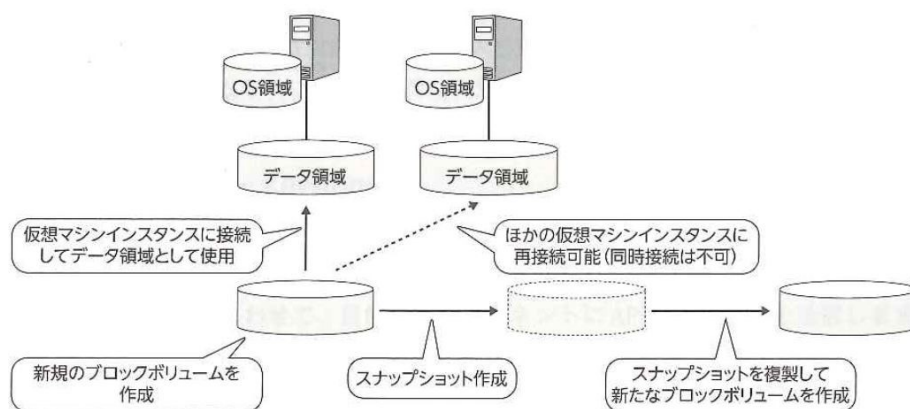 OS領域
OS領域
データ領域
データ領域
仮想マシンインスタンスに接続
してデータ領域として使用
ほかの仮想マシンインスタンスに
再接続可能（同時接続は不可）
新規のブロックボリュームを
作成
スナップショット作成
スナップショットを複製して
新たなブロックボリュームを作成